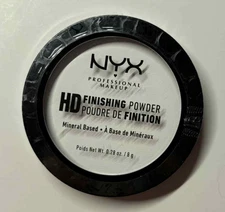 NYX
PROFESSIONAL
MAKEUP
HD FINISHING POWDER
POUDRE DE FINITION
Mineral Based • À Base de Minéraux
Poids Net Wt. 0.28 oz / 8 g